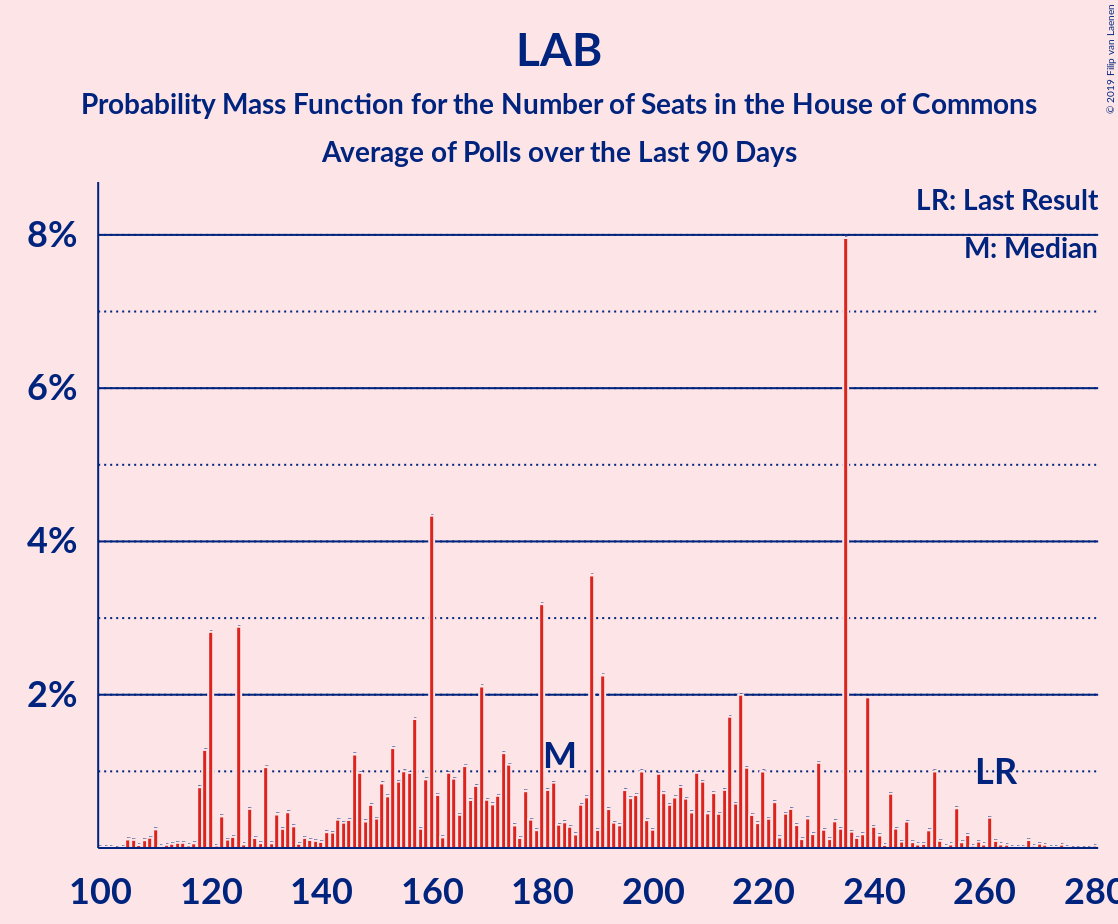 LAB
Probability Mass Function for the Number of Seats in the House of Commons
Average of Polls over the Last 90 Days
© 2019 Filip van Laenen
LR: Last Result
M: Median
8%
6%
4%
2%
M
LR
100 120 140 160 180 200 220 240 260 280